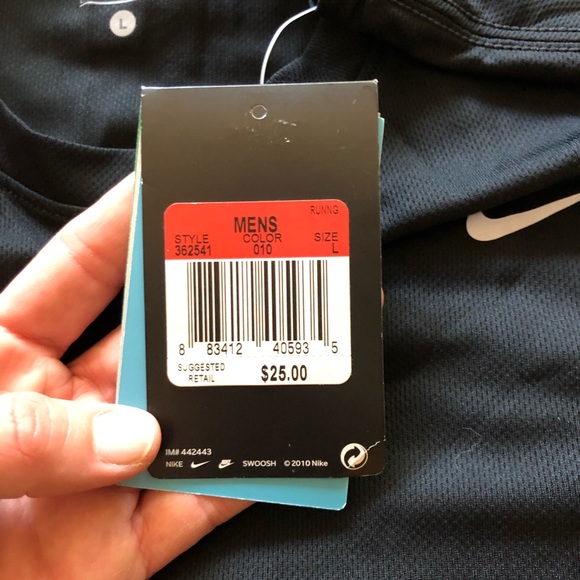 L
RUNNG
MENS
STYLE COLOR SIZE
362541 010 L
8 83412 40593 5
SUGGESTED
RETAIL $25.00
IM# 442443
NIKE SWOOSH © 2010 Nike